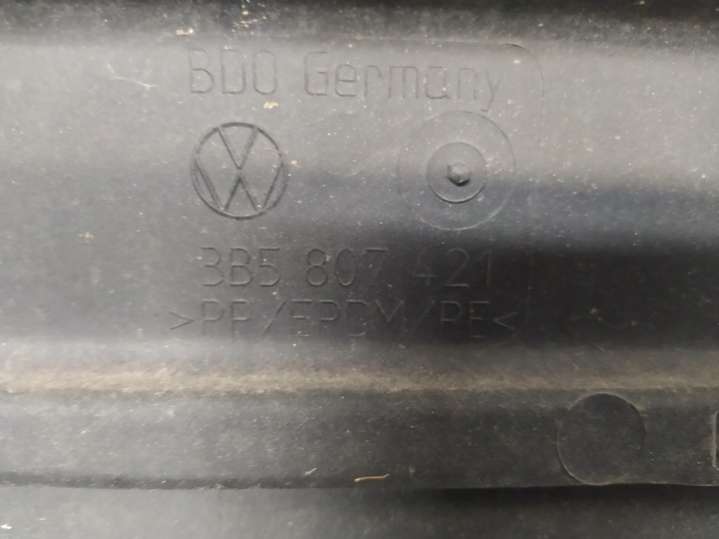 BDO Germany
3B5 807 421
>PP/EPDM/PE<